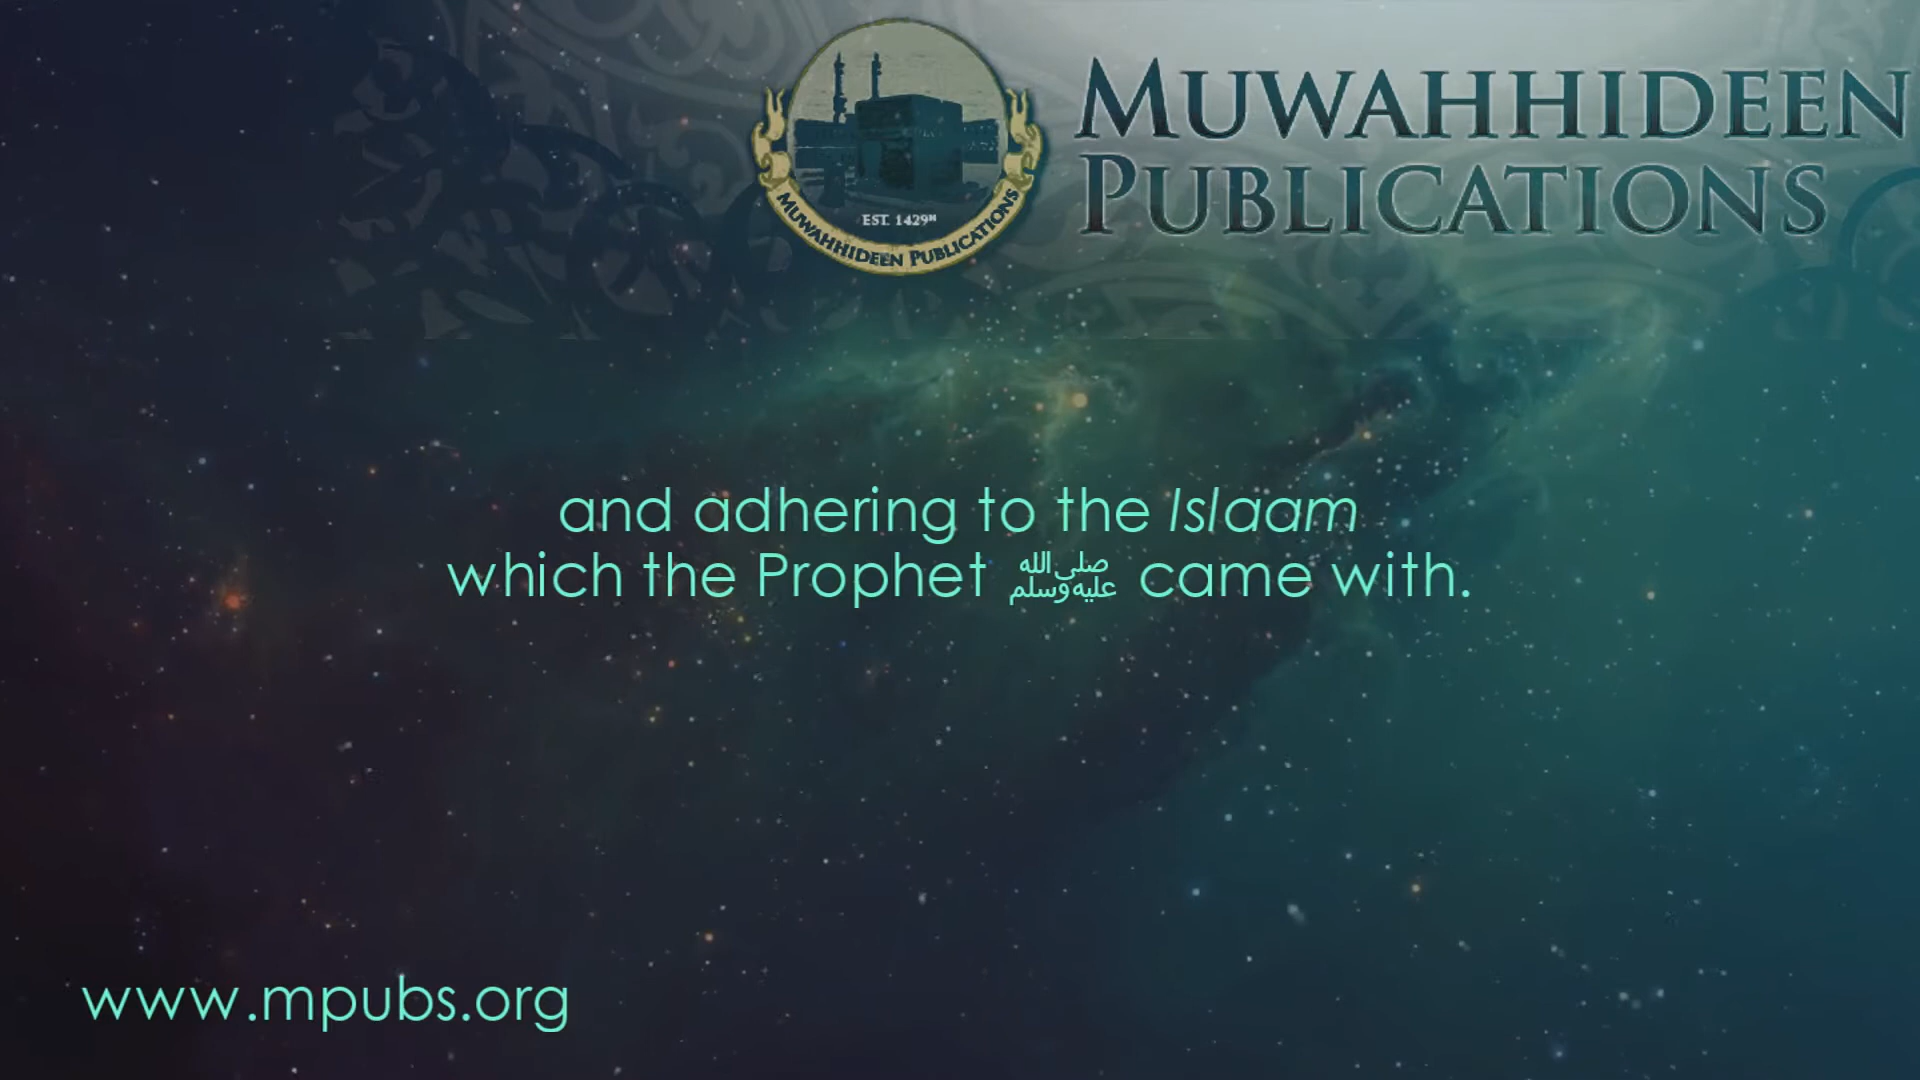 MUWAHHIDEEN
PUBLICATIONS
EST. 1429H
MUWAHHIDEEN PUBLICATIONS
and adhering to the Islaam
which the Prophet ﷺ came with.
www.mpubs.org